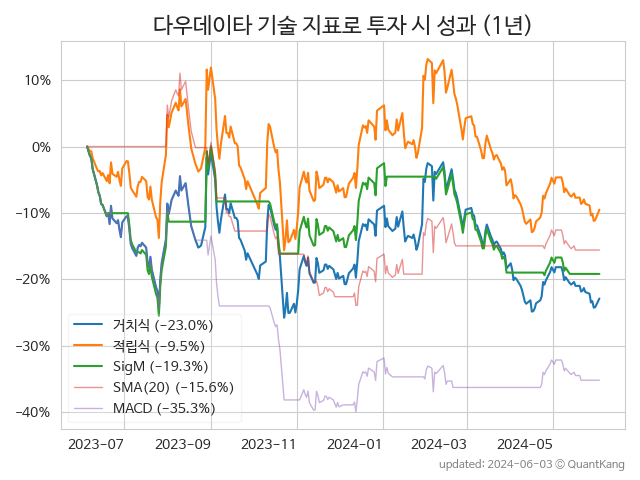 다우데이타 기술 지표로 투자 시 성과 (1년)
10%
0%
−10%
−20%
−30%
−40%
거치식 (−23.0%)
적립식 (−9.5%)
SigM (−19.3%)
SMA(20) (−15.6%)
MACD (−35.3%)
2023−07 2023−09 2023−11 2024−01 2024−03 2024−05
updated: 2024−06−03 ⓒ QuantKang